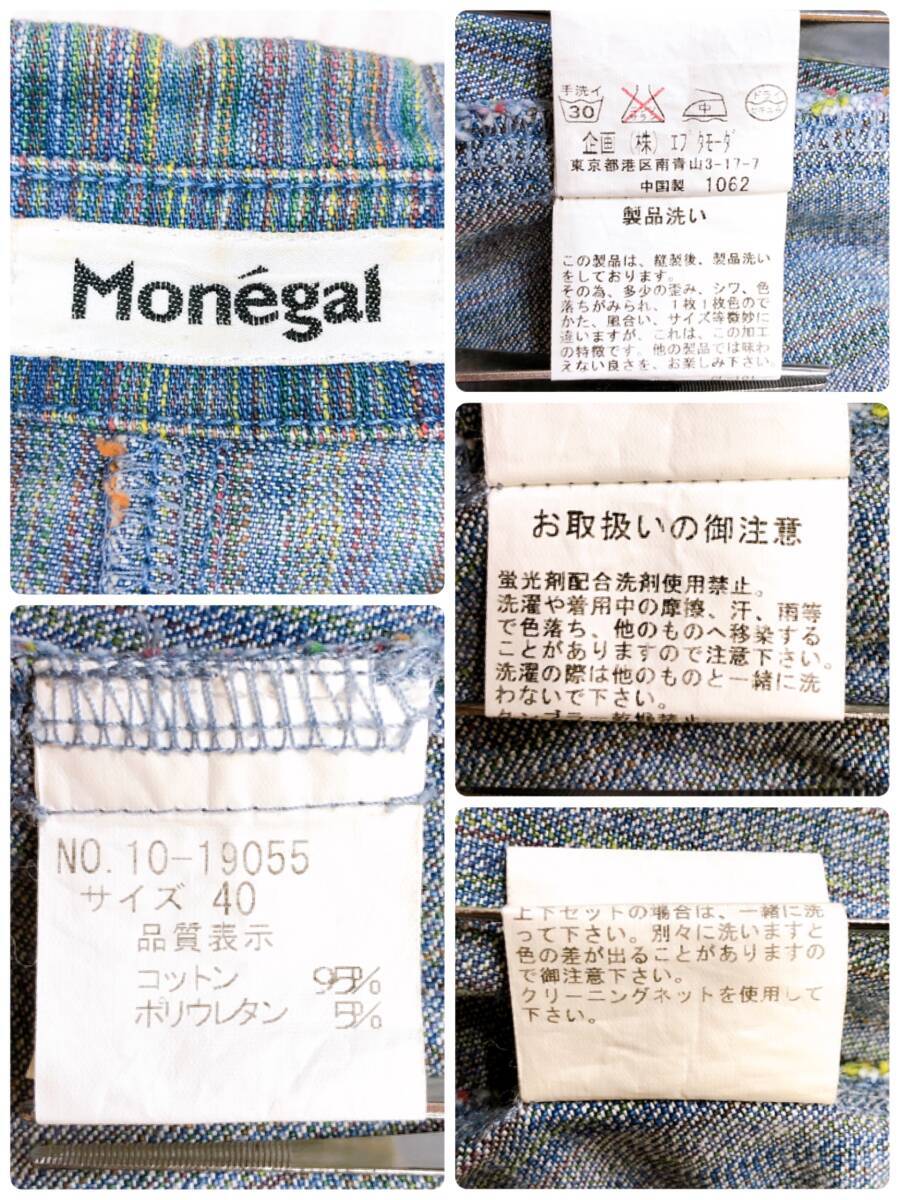 Monégal
手洗イ
30
中
企画 (株) エプタモーダ
東京都港区南青山3-17-7
中国製 1062
製品洗い
この製品は、縫製後、製品洗い
をしております。
その為、多少の歪み、シワ、色
落ちがみられ、1枚1枚色ので
かた、風合い、サイズ等微妙に
違いますが、これは、この加工
の特徴です。他の製品では味わ
えない良さを、お楽しみ下さい。
お取扱いの御注意
蛍光剤配合洗剤使用禁止。
洗濯や着用中の摩擦、汗、雨等
で色落ち、他のものへ移染する
ことがありますので注意下さい。
洗濯の際は他のものと一緒に洗
わないで下さい。
タンブラー乾燥禁止
NO.10-19055
サイズ 40
品質表示
コットン 95%
ポリウレタン 5%
上下セットの場合は、一緒に洗
って下さい。別々に洗いますと
色の差が出ることがありますの
で御注意下さい。
クリーニングネットを使用して
下さい。